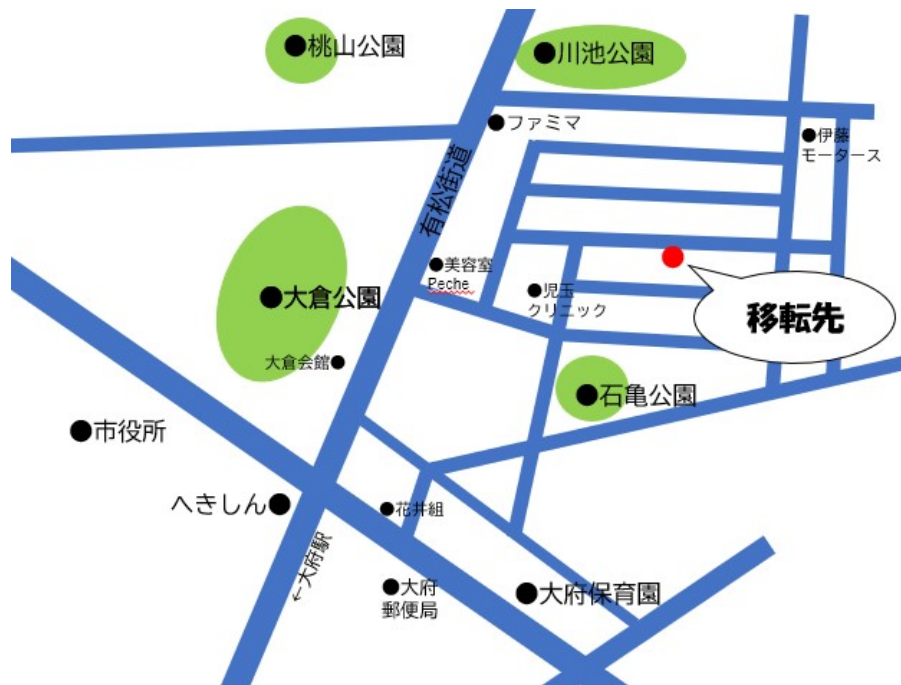 ●桃山公園
●川池公園
●ファミマ
●伊藤
モータース
有松街道
●美容室
Peche
●大倉公園
●児玉
クリニック
移転先
大倉会館●
●石亀公園
●市役所
へきしん●
●花井組
←大府駅
●大府
郵便局
●大府保育園